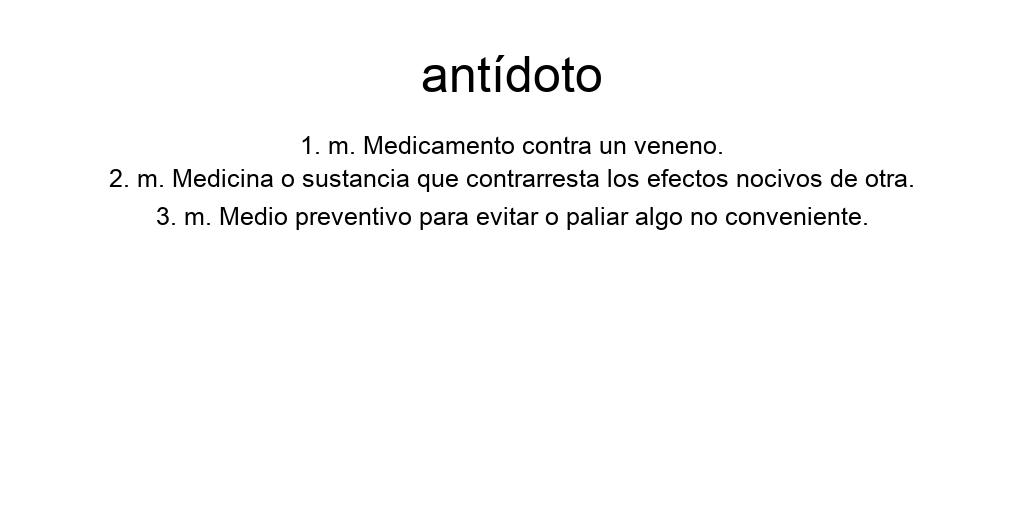 antídoto
1. m. Medicamento contra un veneno.
2. m. Medicina o sustancia que contrarresta los efectos nocivos de otra.
3. m. Medio preventivo para evitar o paliar algo no conveniente.